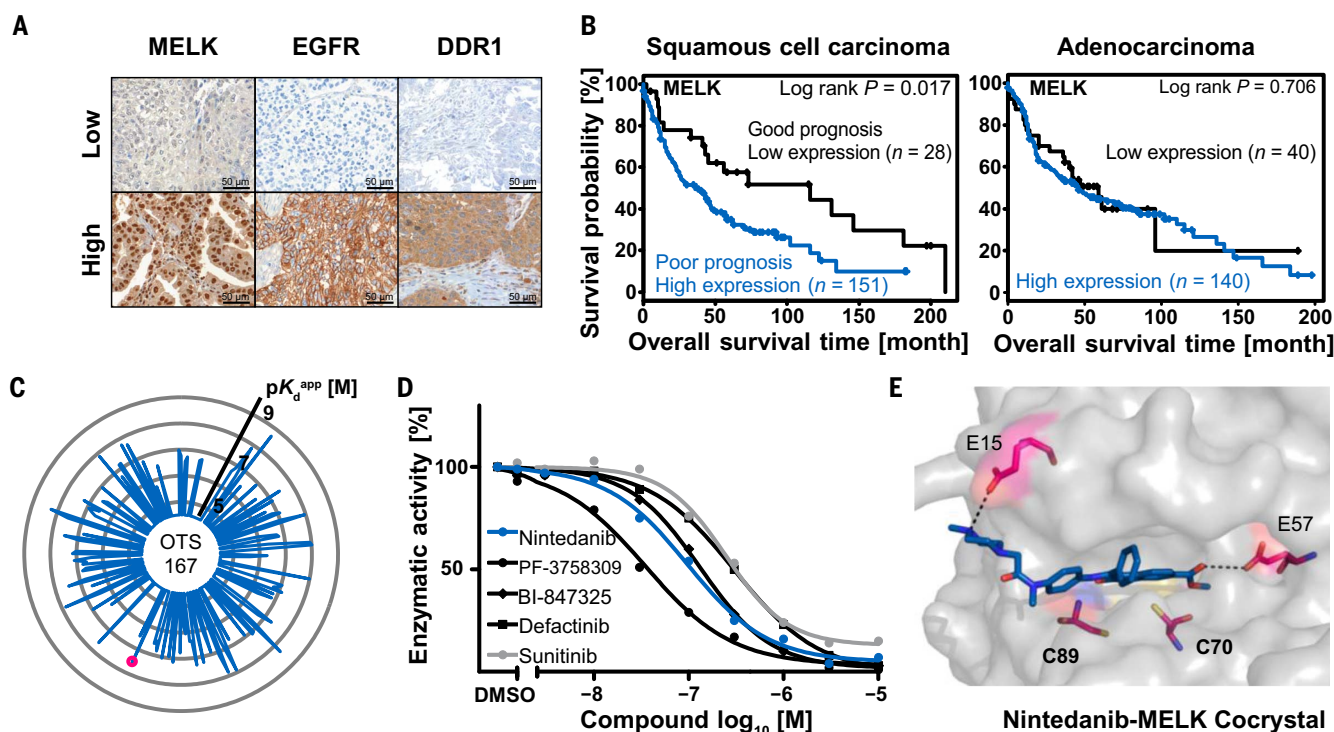 A
MELK EGFR DDR1
Low
50 µm 50 µm 50 µm
High
50 µm 50 µm 50 µm
B
Squamous cell carcinoma
Adenocarcinoma
Survival probability [%]
100
80
60
40
20
0
MELK
Log rank P = 0.017
Good prognosis
Low expression (n = 28)
Poor prognosis
High expression (n = 151)
0 50 100 150 200
Overall survival time [month]
100
80
60
40
20
0
MELK
Log rank P = 0.706
Low expression (n = 40)
High expression (n = 140)
0 50 100 150 200
Overall survival time [month]
C
pKd^app [M]
9
7
5
OTS
167
D
Enzymatic activity [%]
100
50
Nintedanib
PF-3758309
BI-847325
Defactinib
Sunitinib
DMSO −8 −7 −6 −5
Compound log10 [M]
E
E15
E57
C89
C70
Nintedanib-MELK Cocrystal